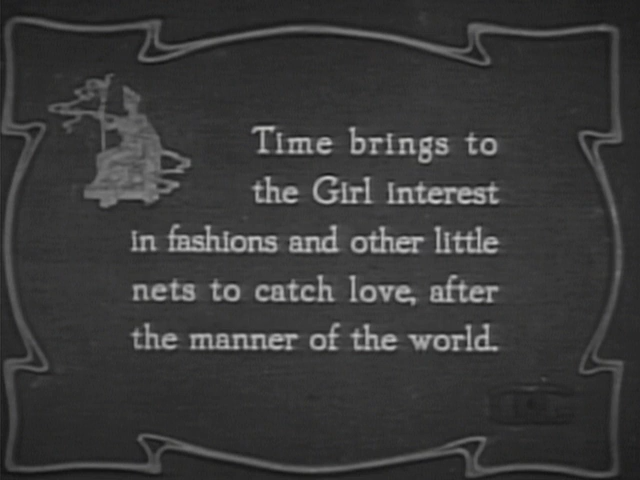 Time brings to
the Girl interest
in fashions and other little
nets to catch love, after
the manner of the world.